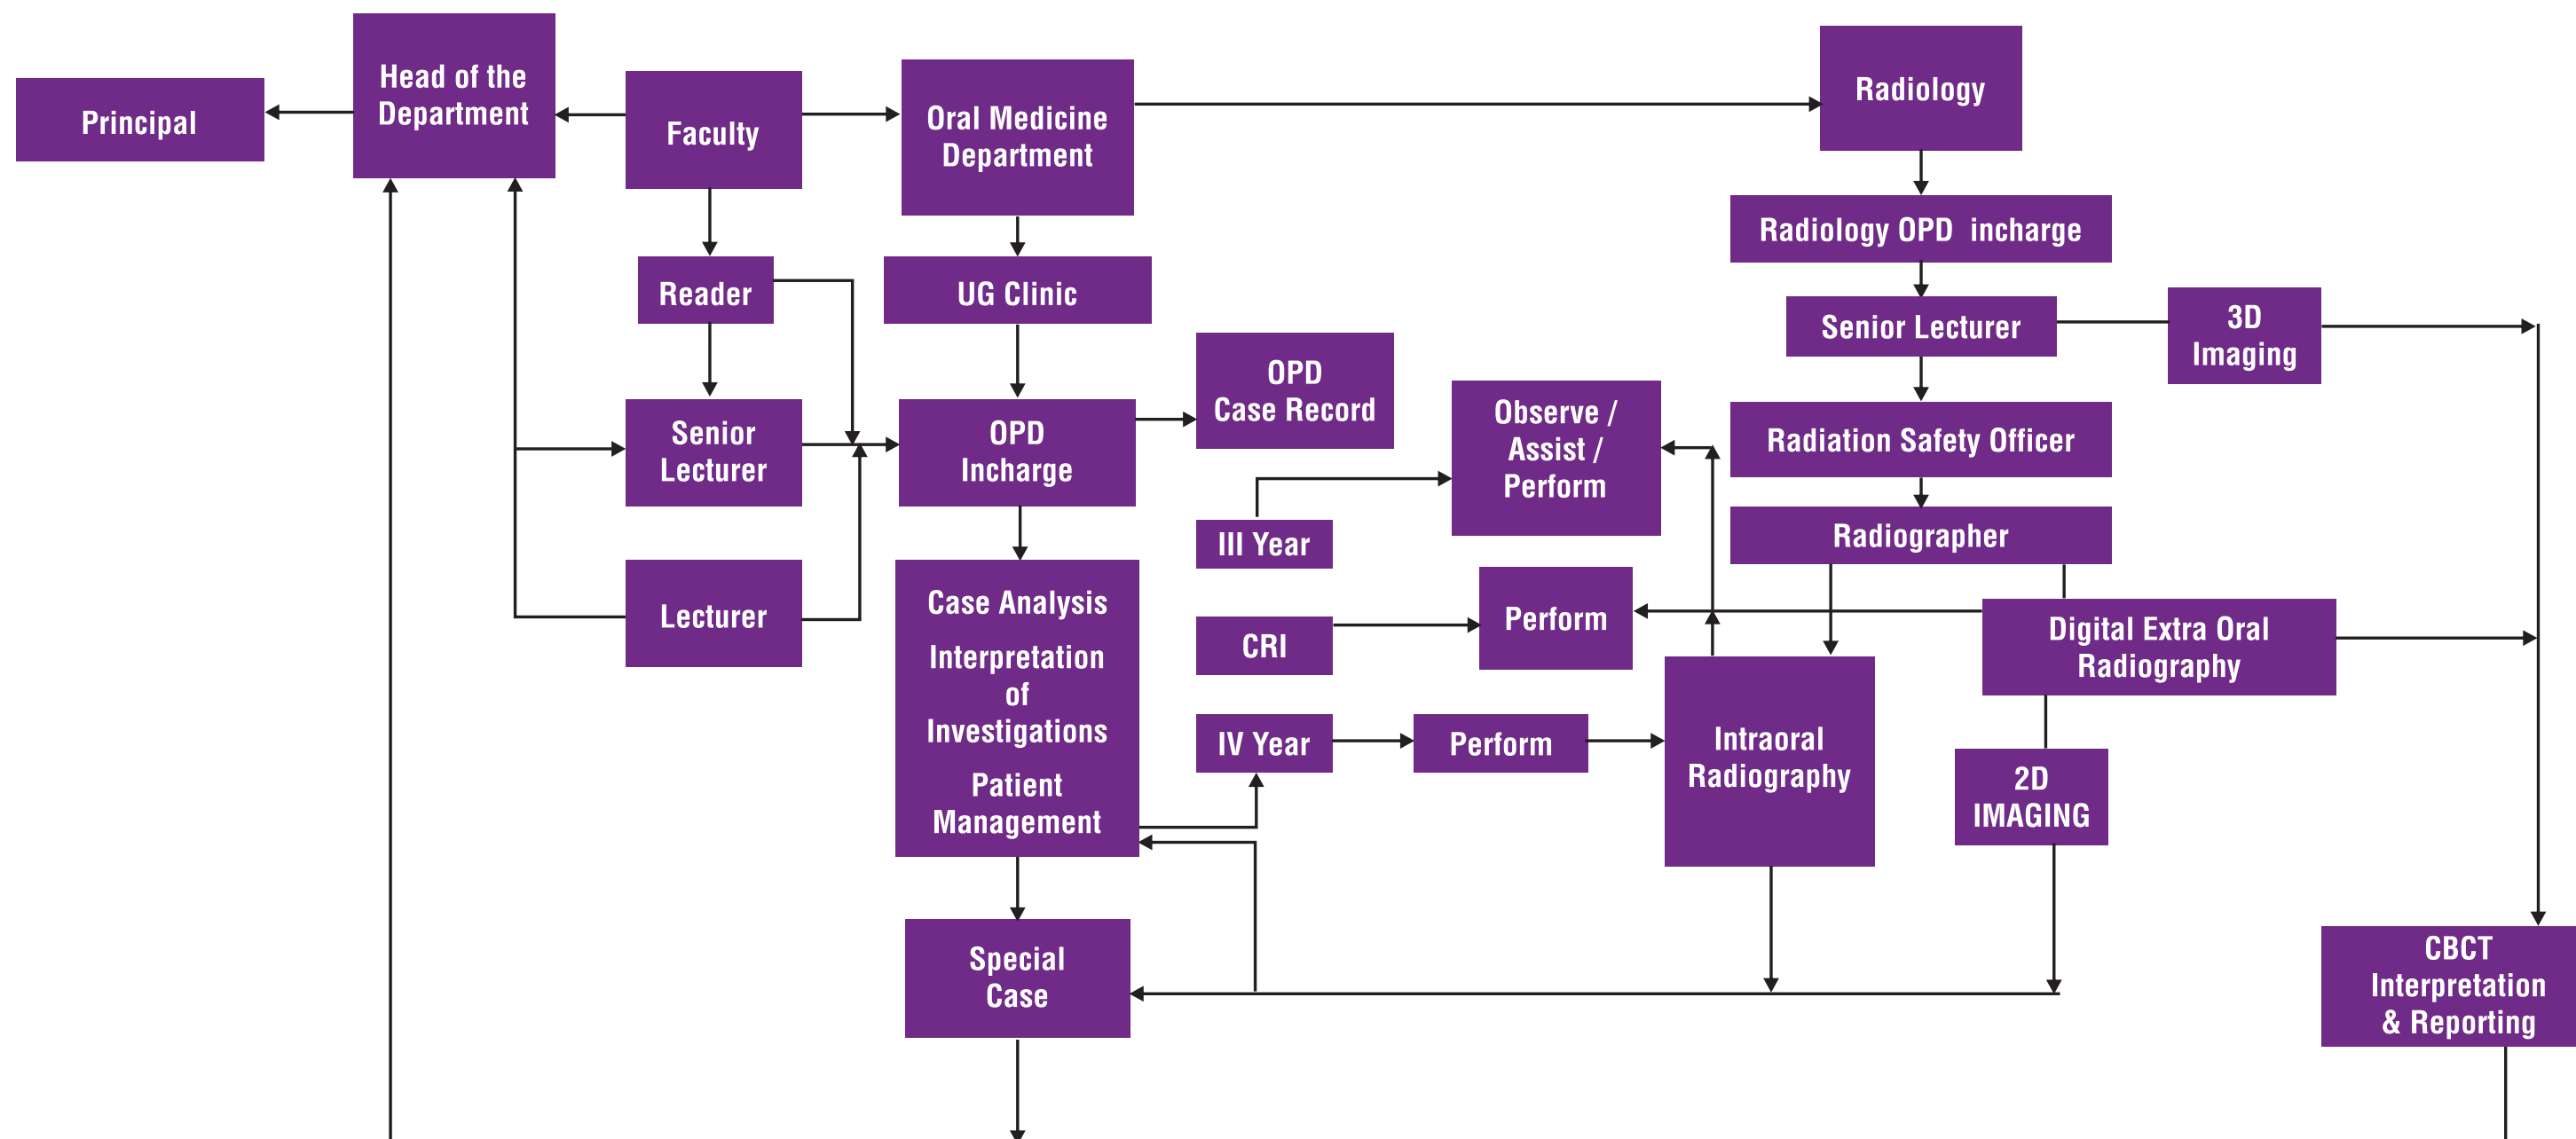 Principal
Head of the
Department
Faculty
Oral Medicine
Department
Radiology
Radiology OPD  incharge
Reader
UG Clinic
Senior Lecturer
3D
Imaging
OPD
Case Record
Observe /
Assist /
Perform
Senior
Lecturer
OPD
Incharge
Radiation Safety Officer
III Year
Radiographer
Lecturer
Case Analysis
Interpretation
of
Investigations
Patient
Management
CRI
Perform
Digital Extra Oral
Radiography
IV Year
Perform
Intraoral
Radiography
2D
IMAGING
Special
Case
CBCT
Interpretation
& Reporting